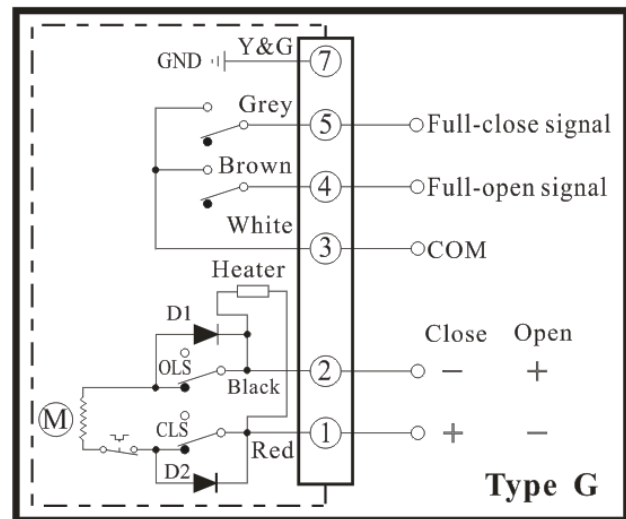 Y&G
GND 7
Grey
5 Full-close signal
Brown
4 Full-open signal
White
3 COM
Heater
D1 Close Open
OLS 2 − +
Black
M CLS 1 + −
Red
D2 Type G